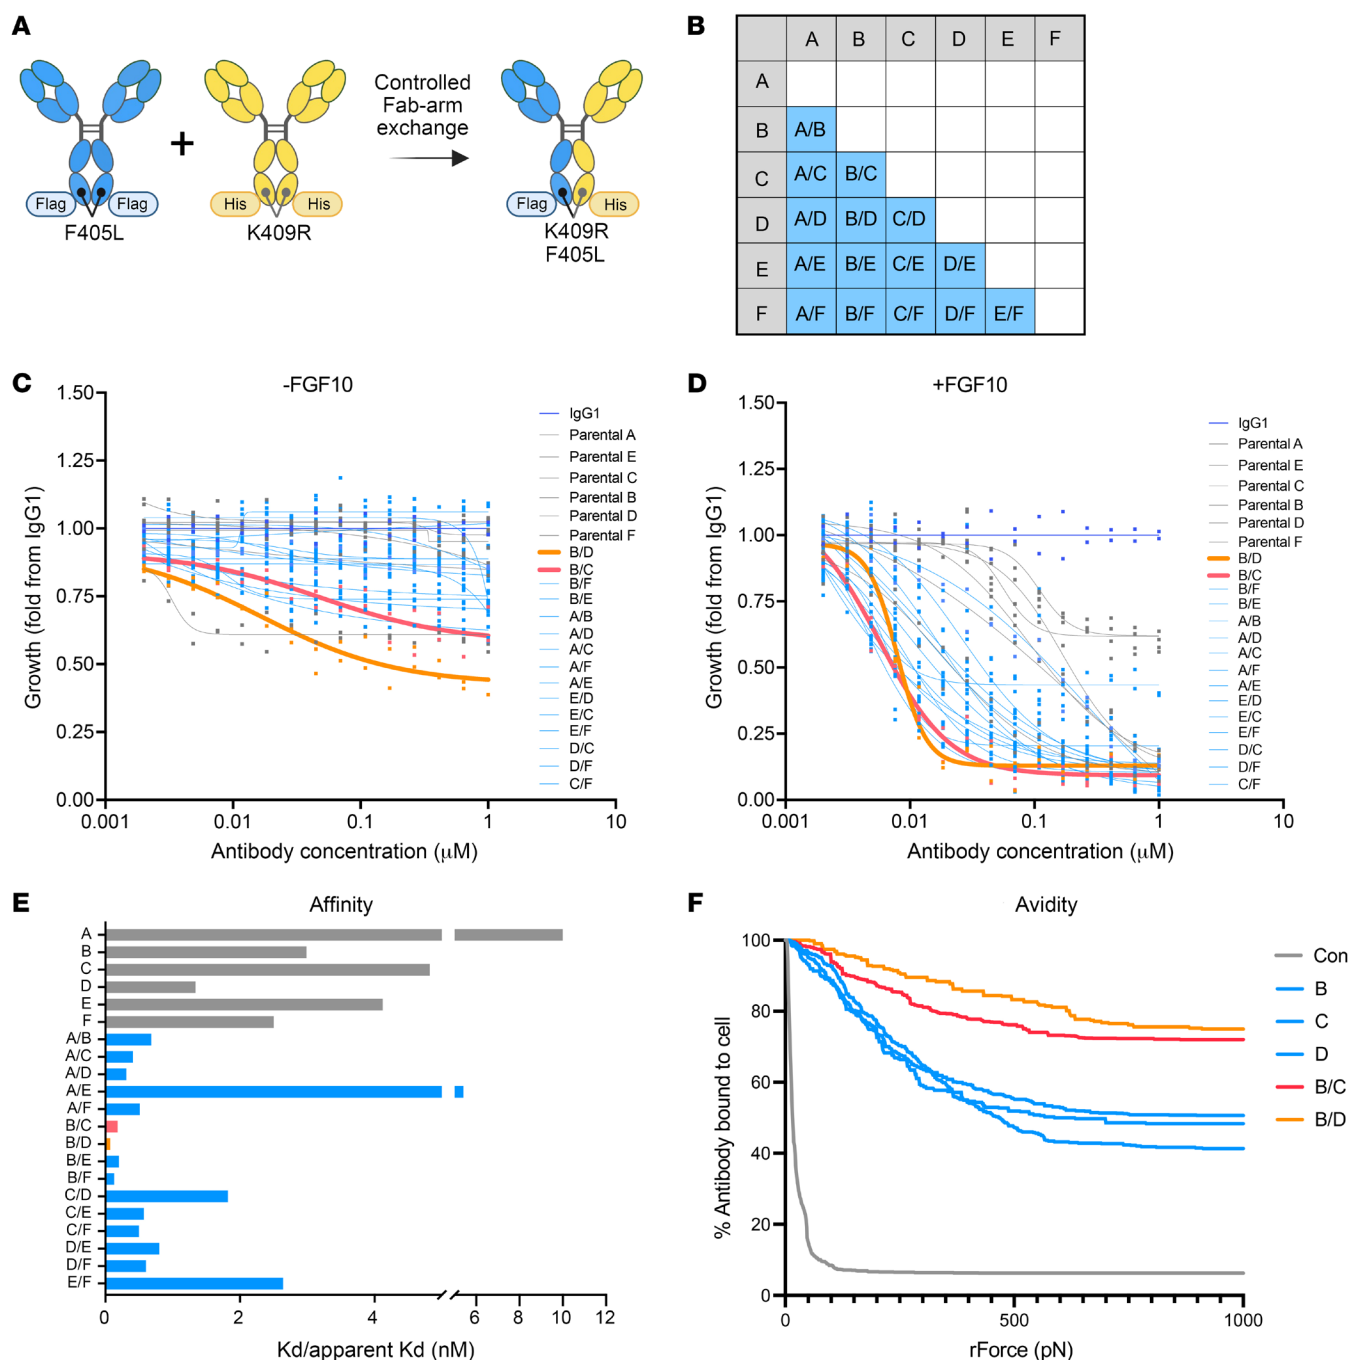 A
Flag
Flag
F405L
+
His
His
K409R
Controlled
Fab-arm
exchange
Flag
His
K409R
F405L
B
A B C D E F
A
B A/B
C A/C B/C
D A/D B/D C/D
E A/E B/E C/E D/E
F A/F B/F C/F D/F E/F
C
-FGF10
Growth (fold from IgG1)
1.50
1.25
1.00
0.75
0.50
0.25
0.00
0.001 0.01 0.1 1 10
Antibody concentration (μM)
IgG1
Parental A
Parental E
Parental C
Parental B
Parental D
Parental F
B/D
B/C
B/F
B/E
A/B
A/D
A/C
A/F
A/E
E/D
E/C
E/F
D/C
D/F
C/F
D
+FGF10
Growth (fold from IgG1)
1.50
1.25
1.00
0.75
0.50
0.25
0.00
0.001 0.01 0.1 1 10
Antibody concentration (μM)
IgG1
Parental A
Parental E
Parental C
Parental B
Parental D
Parental F
B/D
B/C
B/F
B/E
A/B
A/D
A/C
A/F
A/E
E/D
E/C
E/F
D/C
D/F
C/F
E
Affinity
A
B
C
D
E
F
A/B
A/C
A/D
A/E
A/F
B/C
B/D
B/E
B/F
C/D
C/E
C/F
D/E
D/F
E/F
0 2 4 6 8 10 12
Kd/apparent Kd (nM)
F
Avidity
% Antibody bound to cell
100
80
60
40
20
0
0 500 1000
rForce (pN)
Con
B
C
D
B/C
B/D